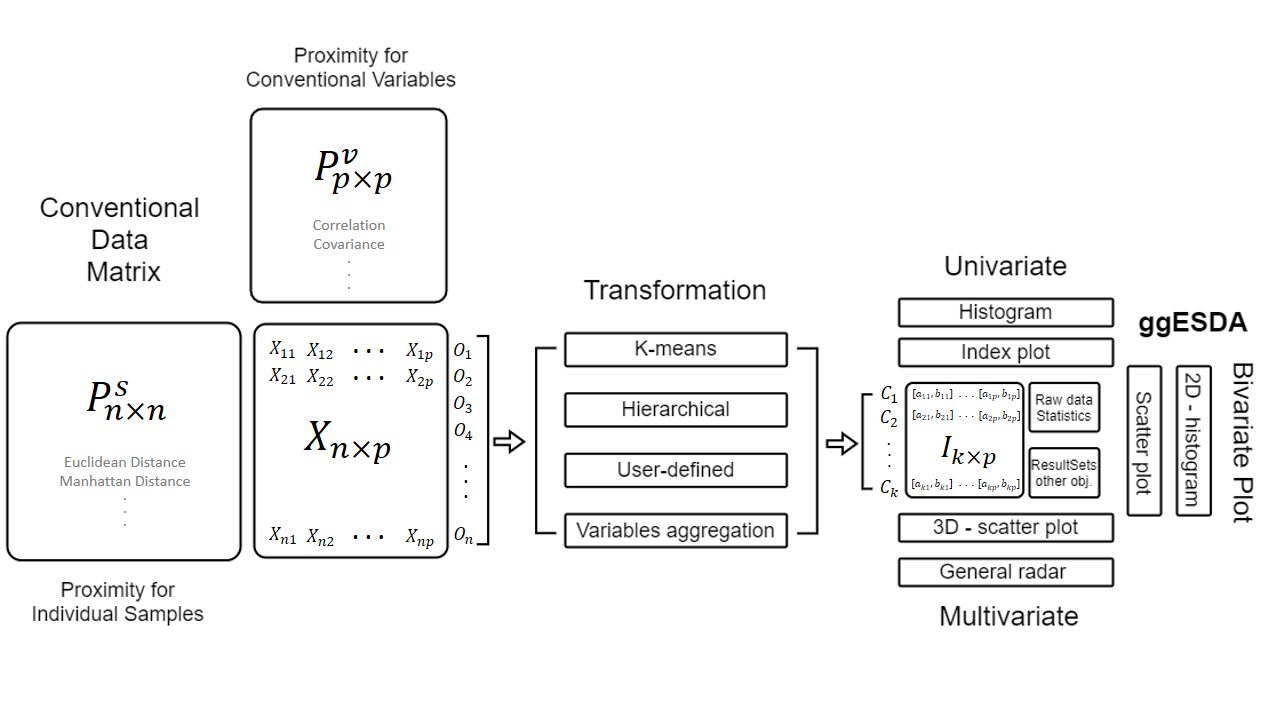 Proximity for
Conventional Variables
P^v_{p×p}
Correlation
Covariance
.
.
.
Conventional
Data
Matrix
P^s_{n×n}
Euclidean Distance
Manhattan Distance
.
.
.
Proximity for
Individual Samples
X_{11} X_{12} ··· X_{1p} O_1
X_{21} X_{22} ··· X_{2p} O_2
O_3
X_{n×p} O_4
.
.
.
X_{n1} X_{n2} ··· X_{np} O_n
Transformation
K-means
Hierarchical
User-defined
Variables aggregation
Univariate
Histogram
Index plot
C_1 [a_{11}, b_{11}] ... [a_{1p}, b_{1p}]
C_2 [a_{21}, b_{21}] ... [a_{2p}, b_{2p}]
.
.
.
I_{k×p}
C_k [a_{k1}, b_{k1}] ... [a_{kp}, b_{kp}]
Raw data
Statistics
ResultSets
other obj.
3D - scatter plot
General radar
Multivariate
ggESDA
Scatter plot
2D - histogram
Bivariate Plot